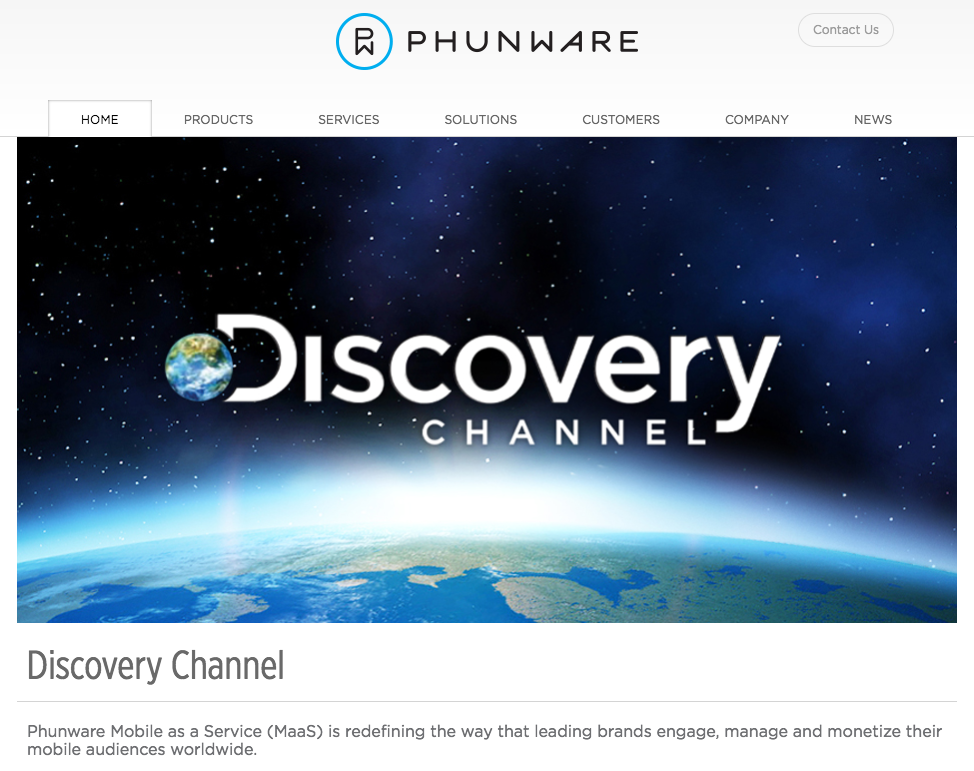 PHUNWARE
Contact Us
HOME
PRODUCTS
SERVICES
SOLUTIONS
CUSTOMERS
COMPANY
NEWS
Discovery
CHANNEL
Discovery Channel
Phunware Mobile as a Service (MaaS) is redefining the way that leading brands engage, manage and monetize their
mobile audiences worldwide.